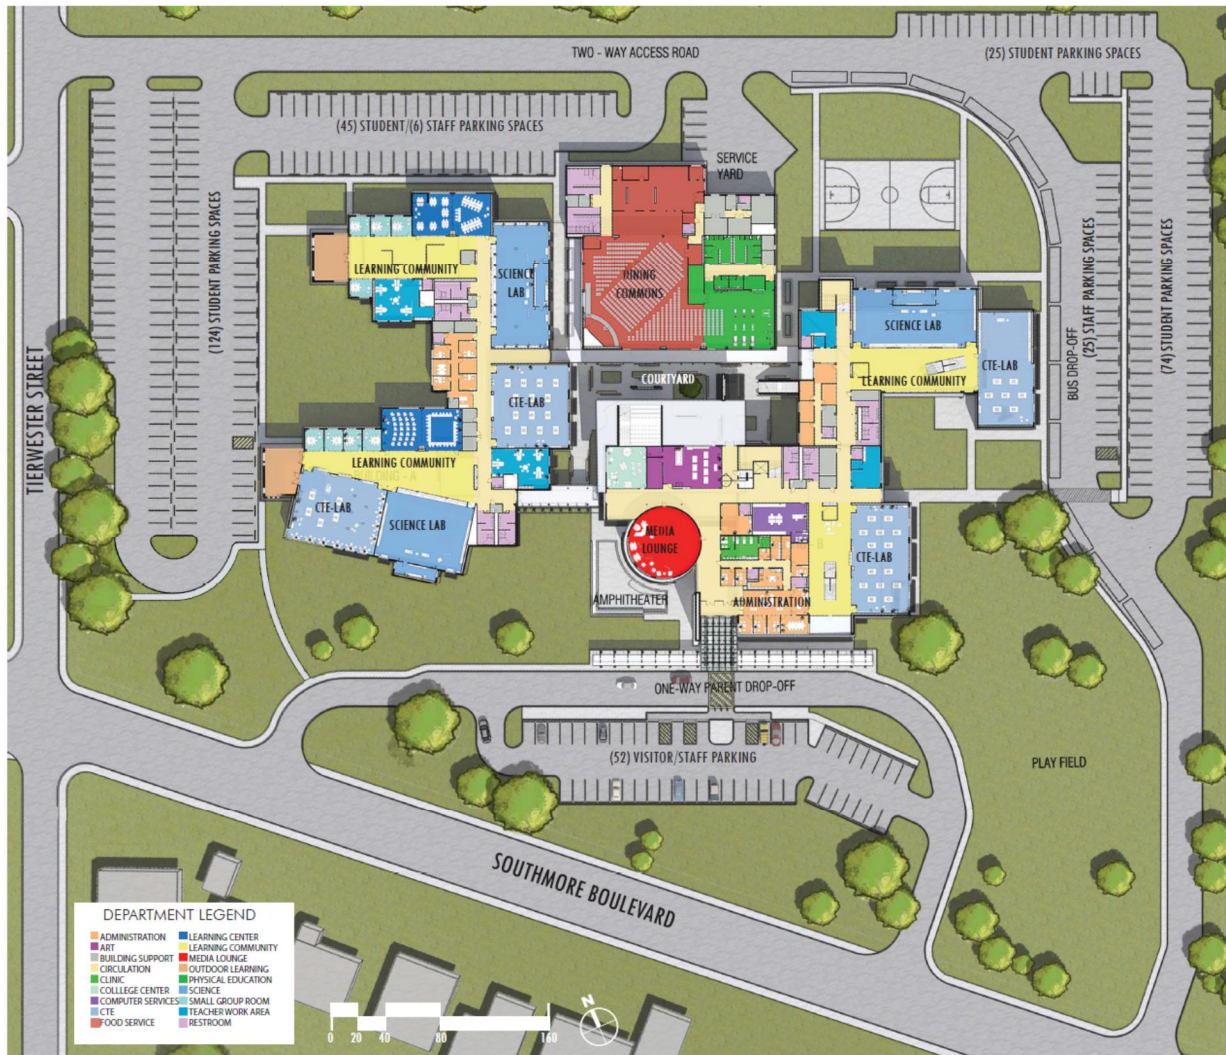 TWO - WAY ACCESS ROAD
(25) STUDENT PARKING SPACES
(45) STUDENT/(6) STAFF PARKING SPACES
SERVICE
YARD
(124) STUDENT PARKING SPACES
LEARNING COMMUNITY
SCIENCE
LAB
DINING
COMMONS
SCIENCE LAB
CTE-LAB
LEARNING COMMUNITY
BUS DROP-OFF
(25) STAFF PARKING SPACES
(74) STUDENT PARKING SPACES
TIERWESTER STREET
COURTYARD
CTE-LAB
LEARNING COMMUNITY
BUILDING - A
CTE-LAB
SCIENCE LAB
MEDIA
LOUNGE
CTE-LAB
AMPHITHEATER
ADMINISTRATION
ONE-WAY PARENT DROP-OFF
(52) VISITOR/STAFF PARKING
PLAY FIELD
SOUTHMORE BOULEVARD
DEPARTMENT LEGEND
ADMINISTRATION
ART
BUILDING SUPPORT
CIRCULATION
CLINIC
COLLLEGE CENTER
COMPUTER SERVICES
CTE
FOOD SERVICE
LEARNING CENTER
LEARNING COMMUNITY
MEDIA LOUNGE
OUTDOOR LEARNING
PHYSICAL EDUCATION
SCIENCE
SMALL GROUP ROOM
TEACHER WORK AREA
RESTROOM
0 20 40 80 160
N